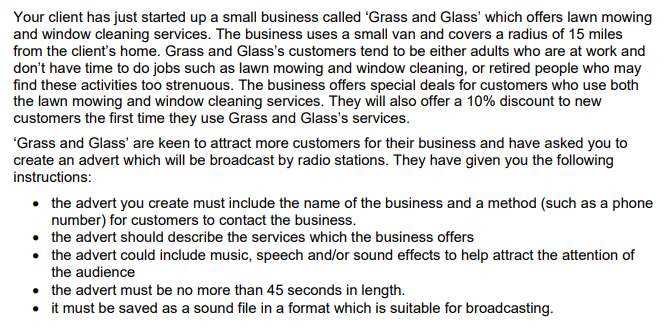 Your client has just started up a small business called ‘Grass and Glass’ which offers lawn mowing
and window cleaning services. The business uses a small van and covers a radius of 15 miles
from the client’s home. Grass and Glass’s customers tend to be either adults who are at work and
don’t have time to do jobs such as lawn mowing and window cleaning, or retired people who may
find these activities too strenuous. The business offers special deals for customers who use both
the lawn mowing and window cleaning services. They will also offer a 10% discount to new
customers the first time they use Grass and Glass’s services.
‘Grass and Glass’ are keen to attract more customers for their business and have asked you to
create an advert which will be broadcast by radio stations. They have given you the following
instructions:
• the advert you create must include the name of the business and a method (such as a phone
number) for customers to contact the business.
• the advert should describe the services which the business offers
• the advert could include music, speech and/or sound effects to help attract the attention of
the audience
• the advert must be no more than 45 seconds in length.
• it must be saved as a sound file in a format which is suitable for broadcasting.